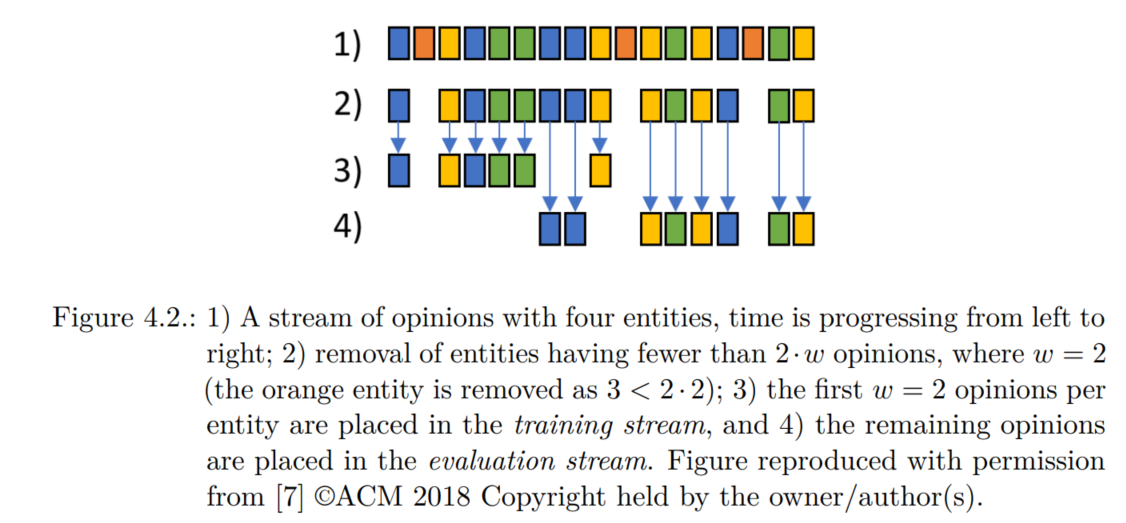 1)
2)
3)
4)
Figure 4.2.: 1) A stream of opinions with four entities, time is progressing from left to
right; 2) removal of entities having fewer than 2·w opinions, where w = 2
(the orange entity is removed as 3 < 2·2); 3) the first w = 2 opinions per
entity are placed in the training stream, and 4) the remaining opinions
are placed in the evaluation stream. Figure reproduced with permission
from [7] ©ACM 2018 Copyright held by the owner/author(s).